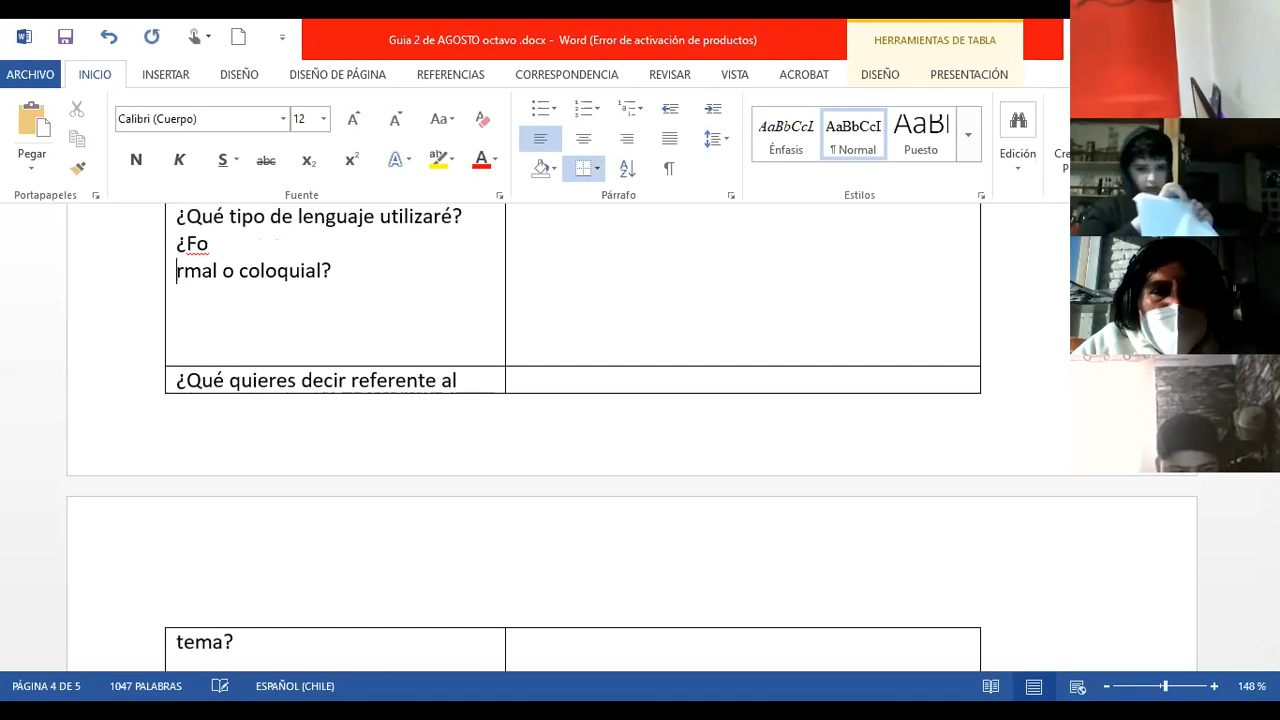 Guia 2 de AGOSTO octavo .docx - Word (Error de activación de productos)
HERRAMIENTAS DE TABLA
ARCHIVO INICIO INSERTAR DISEÑO DISEÑO DE PÁGINA REFERENCIAS CORRESPONDENCIA REVISAR VISTA ACROBAT DISEÑO PRESENTACIÓN
Calibri (Cuerpo) 12
Pegar
N K S abc x₂ x² A A
AaBbCcI AaBbCcI AaBl
Énfasis ¶ Normal Puesto
Edición
Portapapeles Fuente Párrafo Estilos
¿Qué tipo de lenguaje utilizaré?
¿Fo
rmal o coloquial?
¿Qué quieres decir referente al
tema?
PÁGINA 4 DE 5 1047 PALABRAS ESPAÑOL (CHILE) 148 %